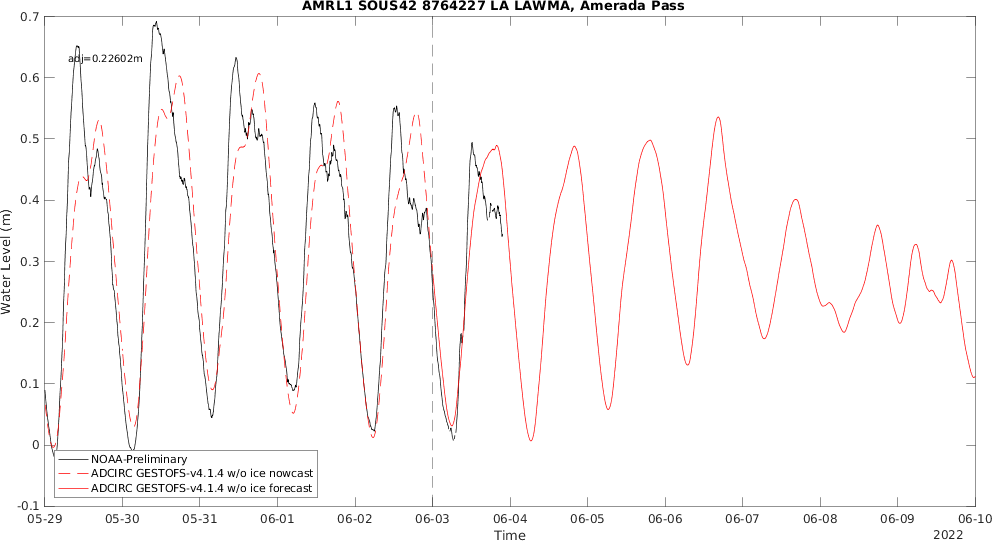 AMRL1 SOUS42 8764227 LA LAWMA, Amerada Pass
adj=0.22602m
0.7
0.6
0.5
0.4
0.3
0.2
0.1
0
-0.1
Water Level (m)
NOAA-Preliminary
ADCIRC GESTOFS-v4.1.4 w/o ice nowcast
ADCIRC GESTOFS-v4.1.4 w/o ice forecast
05-29 05-30 05-31 06-01 06-02 06-03 06-04 06-05 06-06 06-07 06-08 06-09 06-10
Time
2022